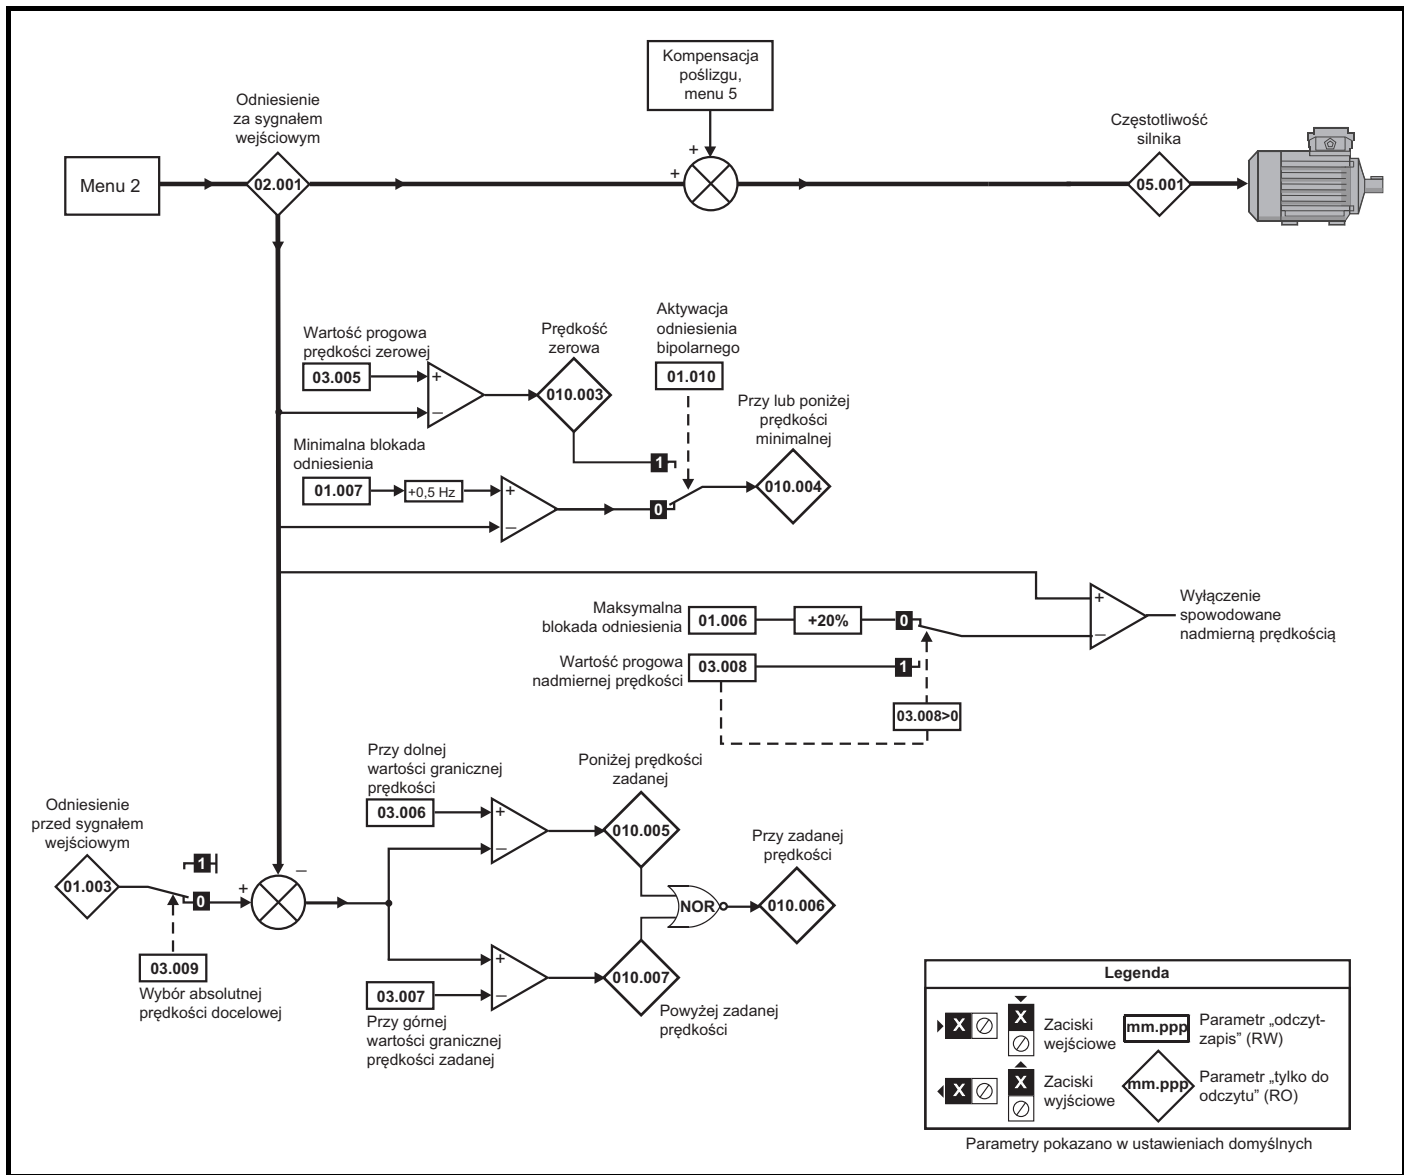 Kompensacja
poślizgu,
menu 5
Odniesienie
za sygnałem
wejściowym
Częstotliwość
silnika
Menu 2
02.001
+
+
05.001
Wartość progowa
prędkości zerowej
03.005
+
–
Prędkość
zerowa
010.003
Aktywacja
odniesienia
bipolarnego
01.010
Przy lub poniżej
prędkości
minimalnej
Minimalna blokada
odniesienia
01.007
+0,5 Hz
+
–
1
0
010.004
Maksymalna
blokada odniesienia
01.006
+20%
0
Wartość progowa
nadmiernej prędkości
03.008
1
03.008>0
+
–
Wyłączenie
spowodowane
nadmierną prędkością
Przy dolnej
wartości granicznej
prędkości
03.006
+
–
Poniżej prędkości
zadanej
010.005
Odniesienie
przed sygnałem
wejściowym
01.003
1
0
+
–
03.009
Wybór absolutnej
prędkości docelowej
NOR
Przy zadanej
prędkości
010.006
+
–
03.007
Przy górnej
wartości granicznej
prędkości zadanej
010.007
Powyżej zadanej
prędkości
Legenda
X
X
Zaciski
wejściowe
mm.ppp
Parametr „odczyt-
zapis” (RW)
X
X
Zaciski
wyjściowe
mm.ppp
Parametr „tylko do
odczytu” (RO)
Parametry pokazano w ustawieniach domyślnych